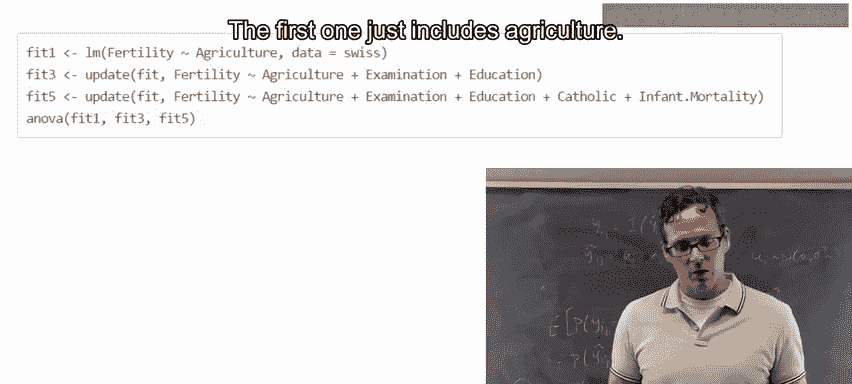 The first one just includes agriculture.
fit1 <- lm(Fertility ~ Agriculture, data = swiss)
fit3 <- update(fit, Fertility ~ Agriculture + Examination + Education)
fit5 <- update(fit, Fertility ~ Agriculture + Examination + Education + Catholic + Infant.Mortality)
anova(fit1, fit3, fit5)